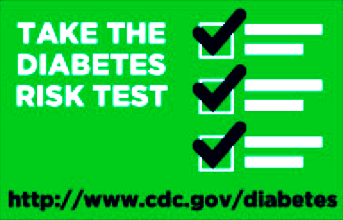 TAKE THE
DIABETES
RISK TEST
http://www.cdc.gov/diabetes